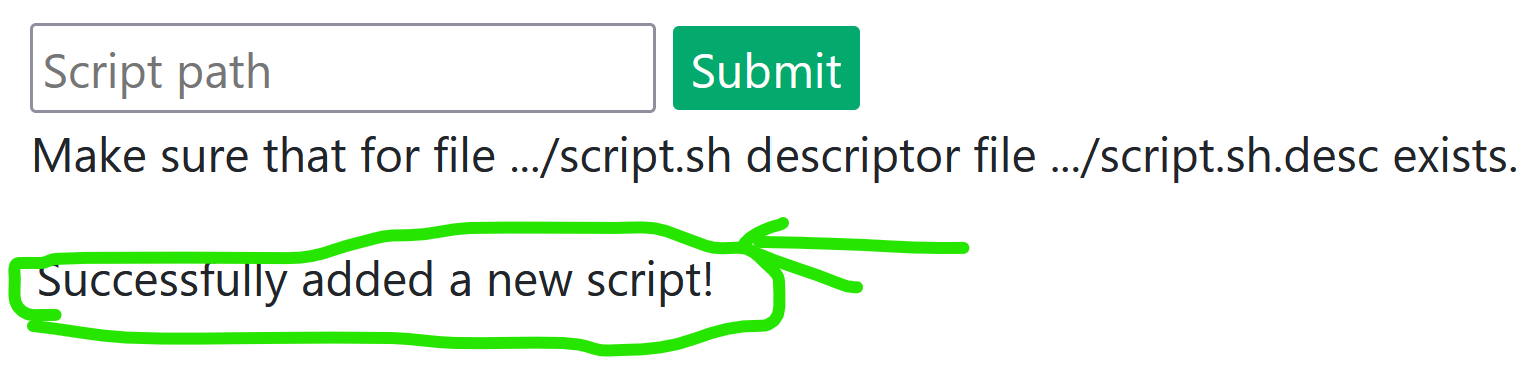 Script path Submit
Make sure that for file .../script.sh descriptor file .../script.sh.desc exists.
Successfully added a new script!